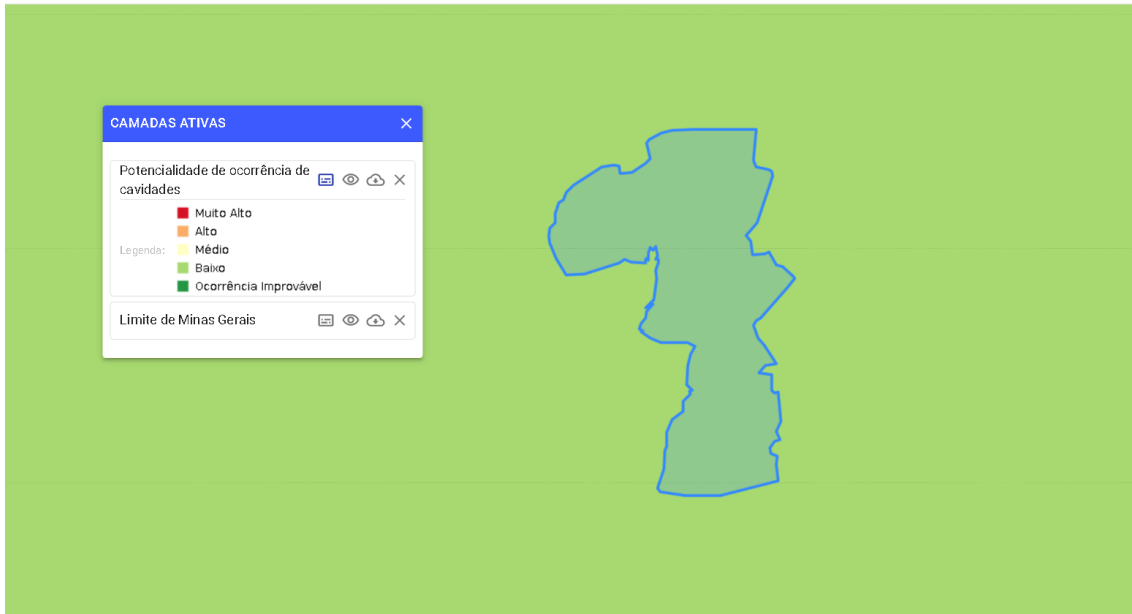 CAMADAS ATIVAS
Potencialidade de ocorrência de
cavidades
Legenda:
Muito Alto
Alto
Médio
Baixo
Ocorrência Improvável
Limite de Minas Gerais